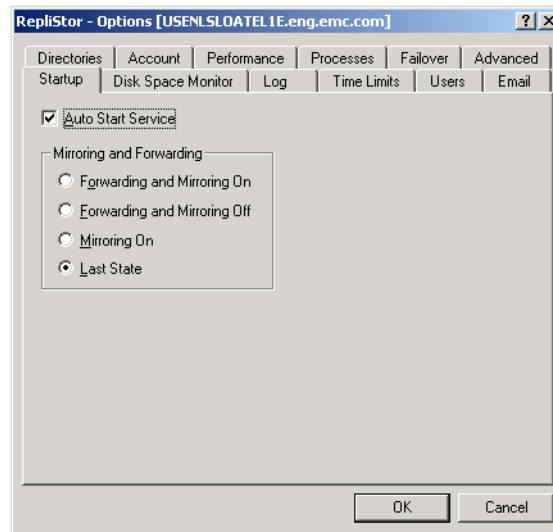 RepliStor - Options [USENLSLOATEL1E.eng.emc.com]
Directories Account Performance Processes Failover Advanced
Startup Disk Space Monitor Log Time Limits Users Email
Auto Start Service
Mirroring and Forwarding
Forwarding and Mirroring On
Forwarding and Mirroring Off
Mirroring On
Last State
OK Cancel